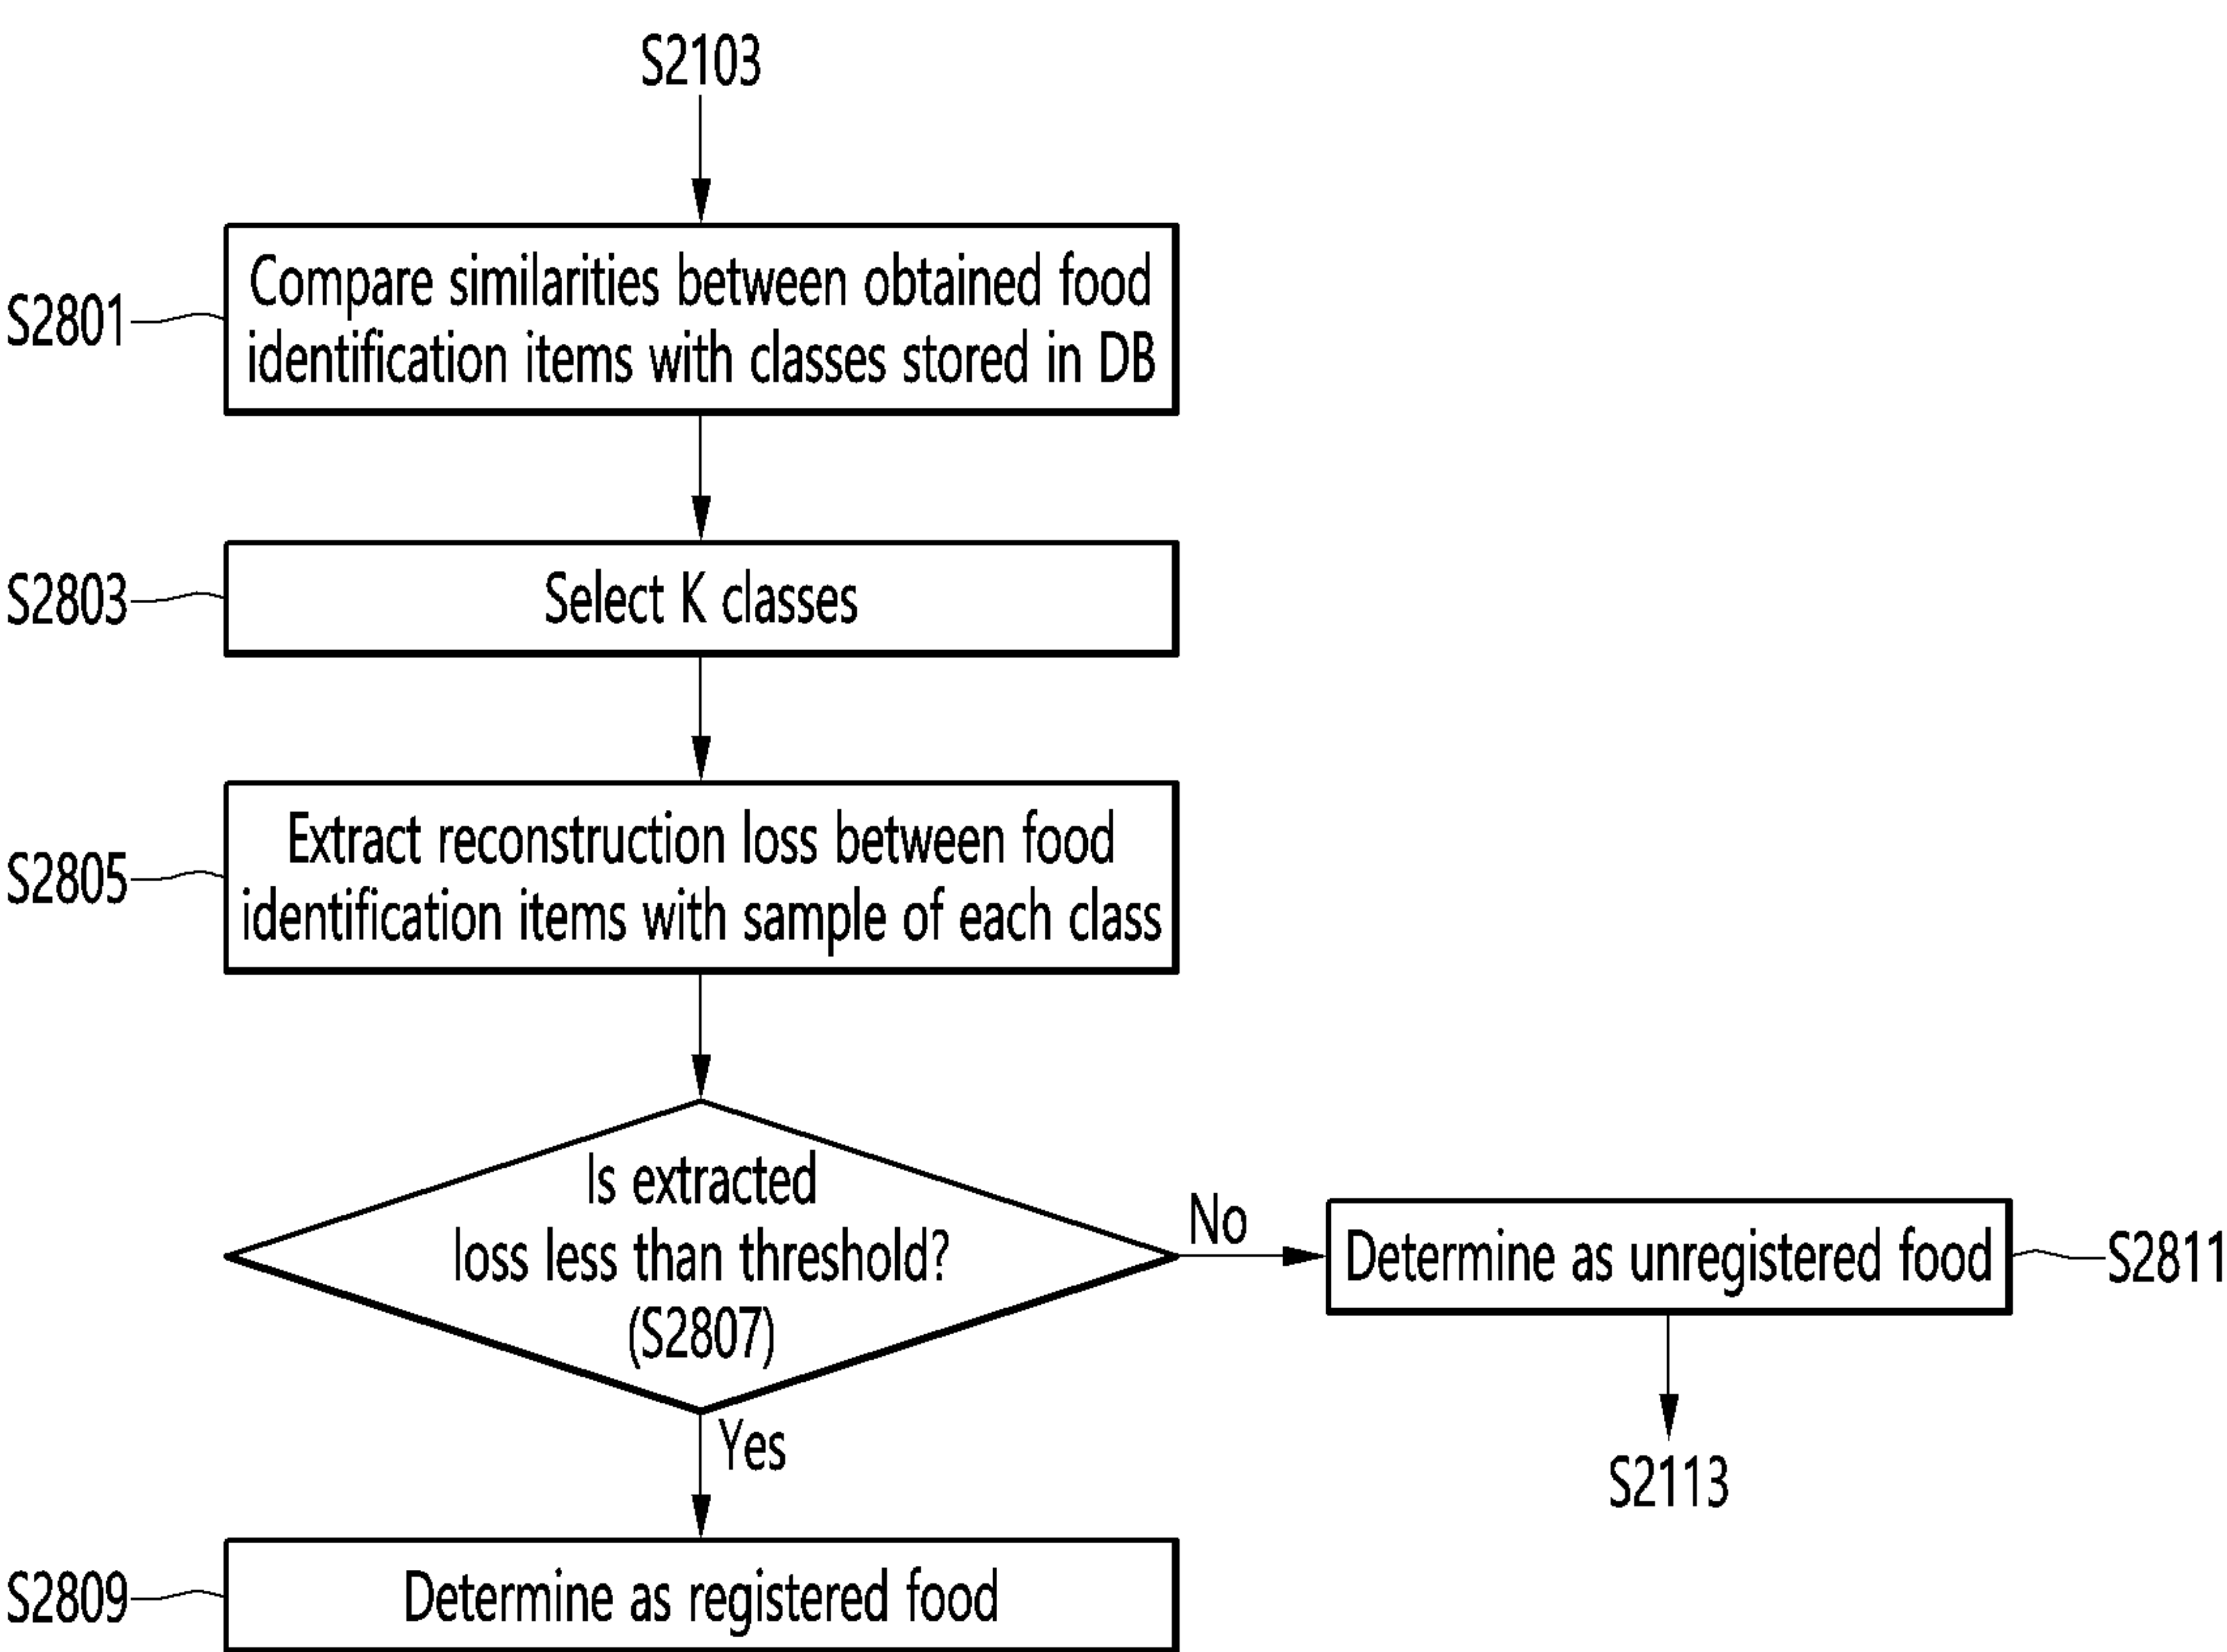 S2103
S2801
Compare similarities between obtained food
identification items with classes stored in DB
S2803
Select K classes
S2805
Extract reconstruction loss between food
identification items with sample of each class
Is extracted
loss less than threshold?
(S2807)
No
Determine as unregistered food
S2811
Yes
S2113
S2809
Determine as registered food